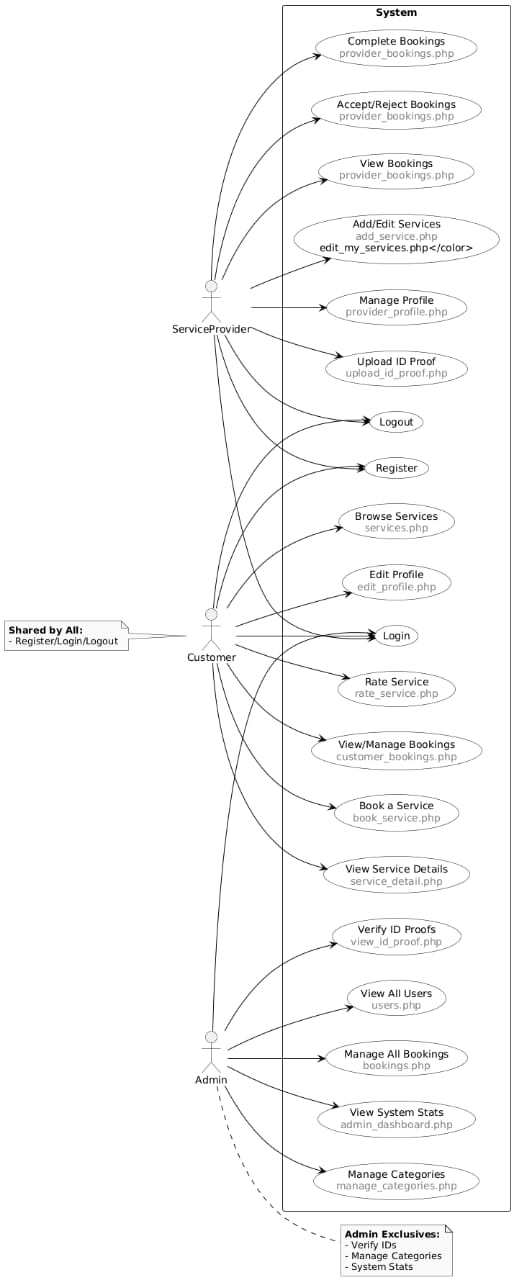 System
Complete Bookings
provider_bookings.php
Accept/Reject Bookings
provider_bookings.php
View Bookings
provider_bookings.php
Add/Edit Services
add_service.php
edit_my_services.php</color>
Manage Profile
provider_profile.php
ServiceProvider
Upload ID Proof
upload_id_proof.php
Logout
Register
Browse Services
services.php
Edit Profile
edit_profile.php
Shared by All:
- Register/Login/Logout
Customer
Login
Rate Service
rate_service.php
View/Manage Bookings
customer_bookings.php
Book a Service
book_service.php
View Service Details
service_detail.php
Verify ID Proofs
view_id_proof.php
View All Users
users.php
Admin
Manage All Bookings
bookings.php
View System Stats
admin_dashboard.php
Manage Categories
manage_categories.php
Admin Exclusives:
- Verify IDs
- Manage Categories
- System Stats